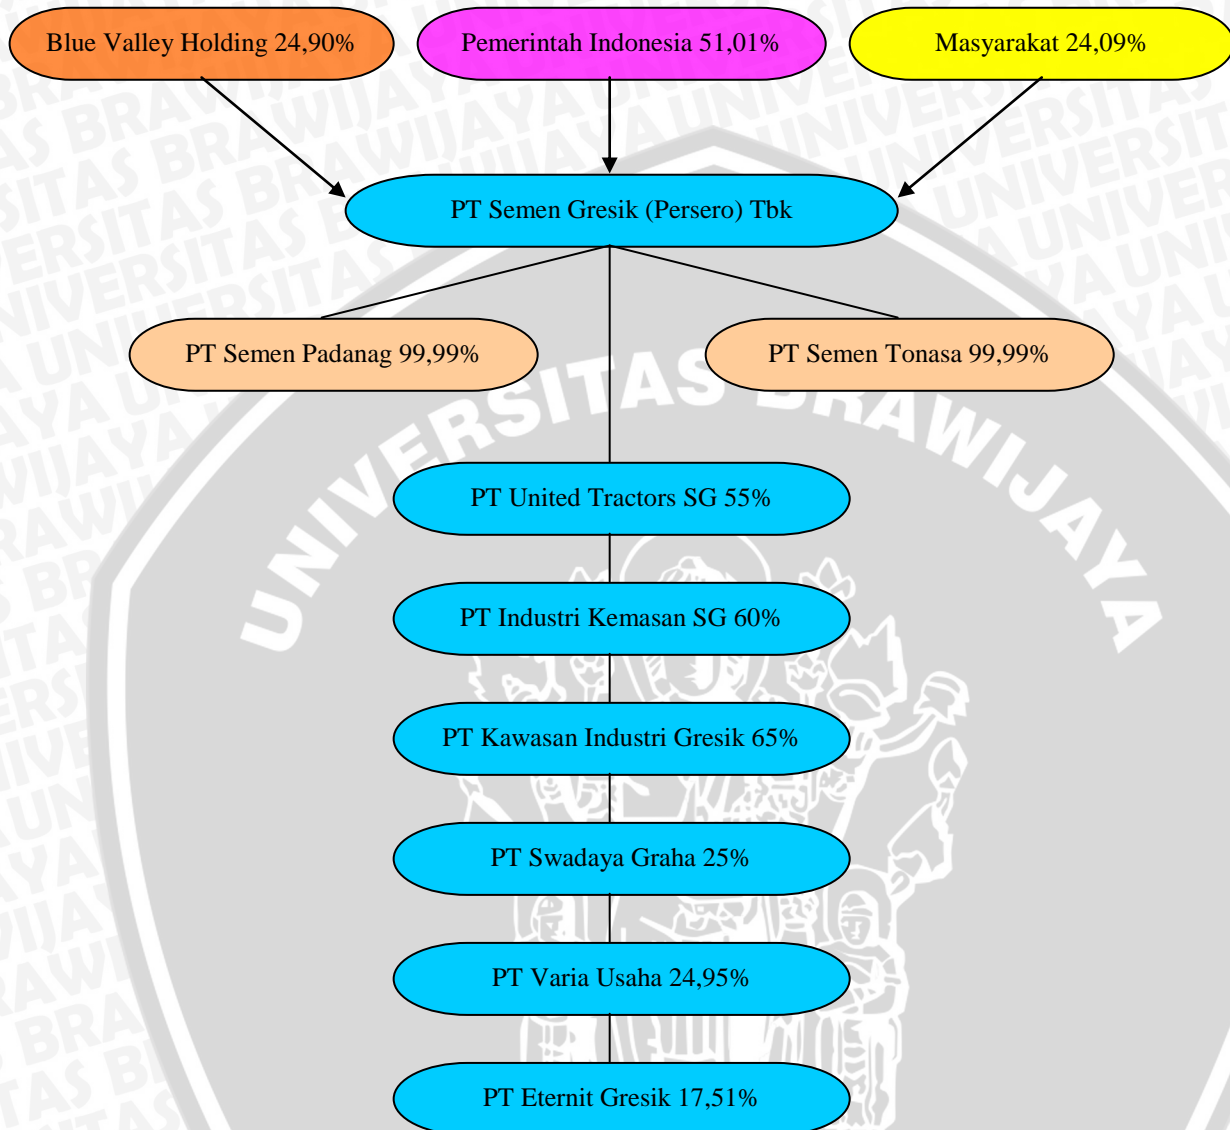 Blue Valley Holding 24,90%
Pemerintah Indonesia 51,01%
Masyarakat 24,09%
PT Semen Gresik (Persero) Tbk
PT Semen Padanag 99,99%
PT Semen Tonasa 99,99%
UNIVERSITAS BRAWIJAYA
PT United Tractors SG 55%
PT Industri Kemasan SG 60%
PT Kawasan Industri Gresik 65%
PT Swadaya Graha 25%
PT Varia Usaha 24,95%
PT Eternit Gresik 17,51%